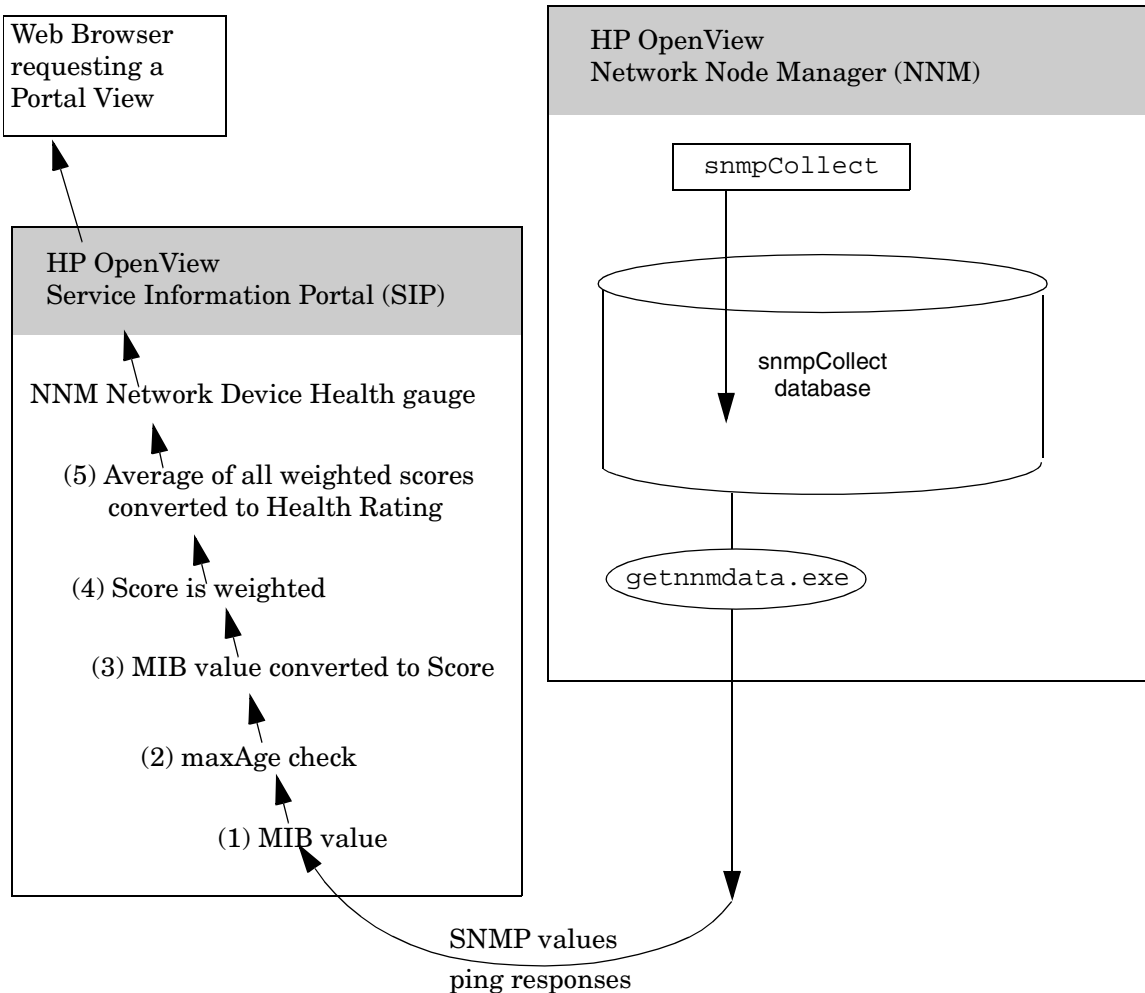 Web Browser
requesting a
Portal View
HP OpenView
Network Node Manager (NNM)
snmpCollect
snmpCollect
database
getnnmdata.exe
HP OpenView
Service Information Portal (SIP)
NNM Network Device Health gauge
(5) Average of all weighted scores
converted to Health Rating
(4) Score is weighted
(3) MIB value converted to Score
(2) maxAge check
(1) MIB value
SNMP values
ping responses